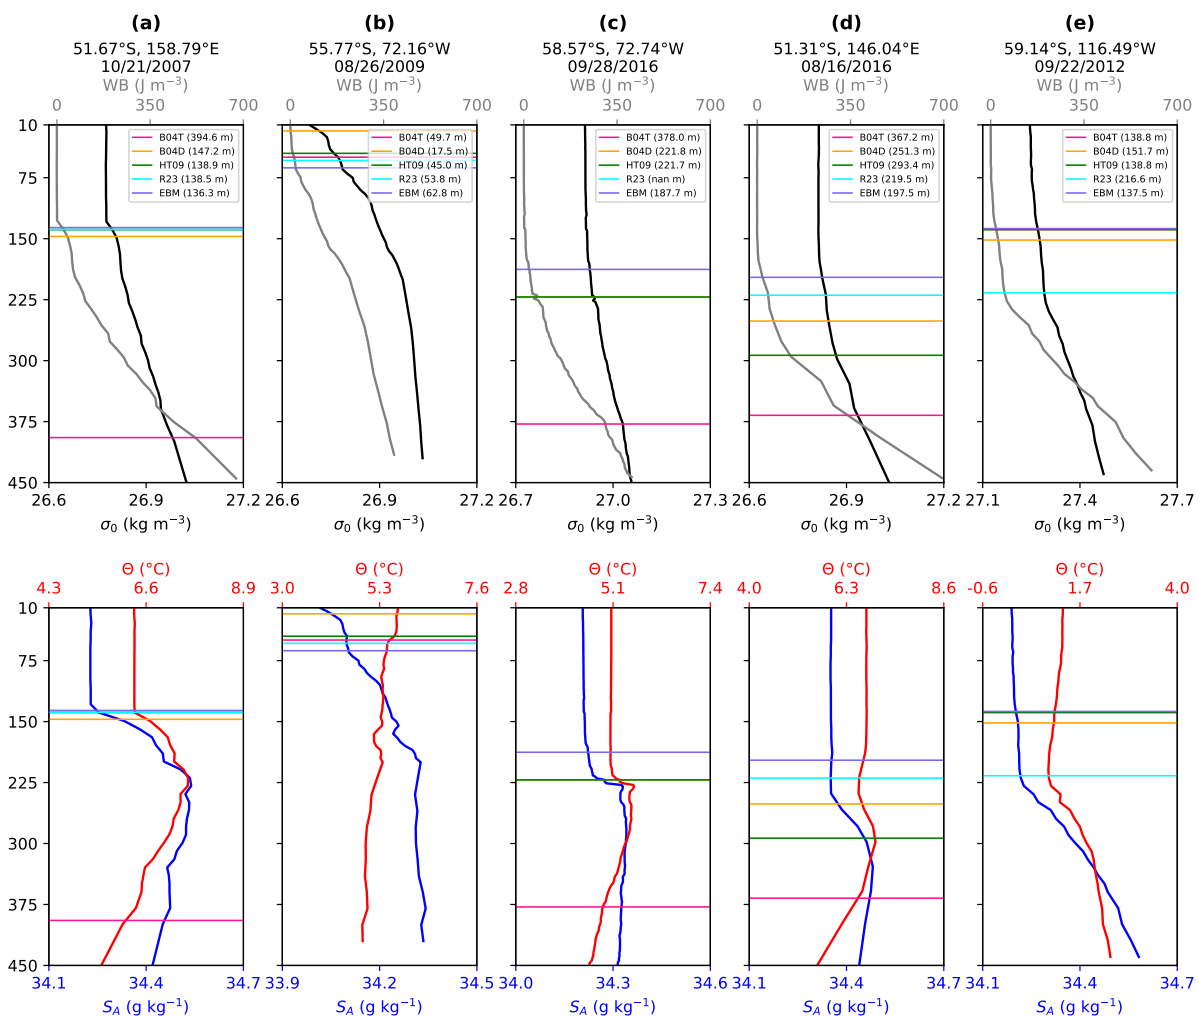 (a) (b) (c) (d) (e)
51.67°S, 158.79°E 55.77°S, 72.16°W 58.57°S, 72.74°W 51.31°S, 146.04°E 59.14°S, 116.49°W
10/21/2007 08/26/2009 09/28/2016 08/16/2016 09/22/2012
WB (J m⁻³) WB (J m⁻³) WB (J m⁻³) WB (J m⁻³) WB (J m⁻³)
0 350 700 0 350 700 0 350 700 0 350 700 0 350 700
10
75
150
225
300
375
450
B04T (394.6 m)
B04D (147.2 m)
HT09 (138.9 m)
R23 (138.5 m)
EBM (136.3 m)
B04T (49.7 m)
B04D (17.5 m)
HT09 (45.0 m)
R23 (53.8 m)
EBM (62.8 m)
B04T (378.0 m)
B04D (221.8 m)
HT09 (221.7 m)
R23 (nan m)
EBM (187.7 m)
B04T (367.2 m)
B04D (251.3 m)
HT09 (293.4 m)
R23 (219.5 m)
EBM (197.5 m)
B04T (138.8 m)
B04D (151.7 m)
HT09 (138.8 m)
R23 (216.6 m)
EBM (137.5 m)
26.6 26.9 27.2 26.6 26.9 27.2 26.7 27.0 27.3 26.6 26.9 27.2 27.1 27.4 27.7
σ₀ (kg m⁻³) σ₀ (kg m⁻³) σ₀ (kg m⁻³) σ₀ (kg m⁻³) σ₀ (kg m⁻³)
Θ (°C) Θ (°C) Θ (°C) Θ (°C) Θ (°C)
4.3 6.6 8.9 3.0 5.3 7.6 2.8 5.1 7.4 4.0 6.3 8.6 -0.6 1.7 4.0
10
75
150
225
300
375
450
34.1 34.4 34.7 33.9 34.2 34.5 34.0 34.3 34.6 34.1 34.4 34.7 34.1 34.4 34.7
S_A (g kg⁻¹) S_A (g kg⁻¹) S_A (g kg⁻¹) S_A (g kg⁻¹) S_A (g kg⁻¹)